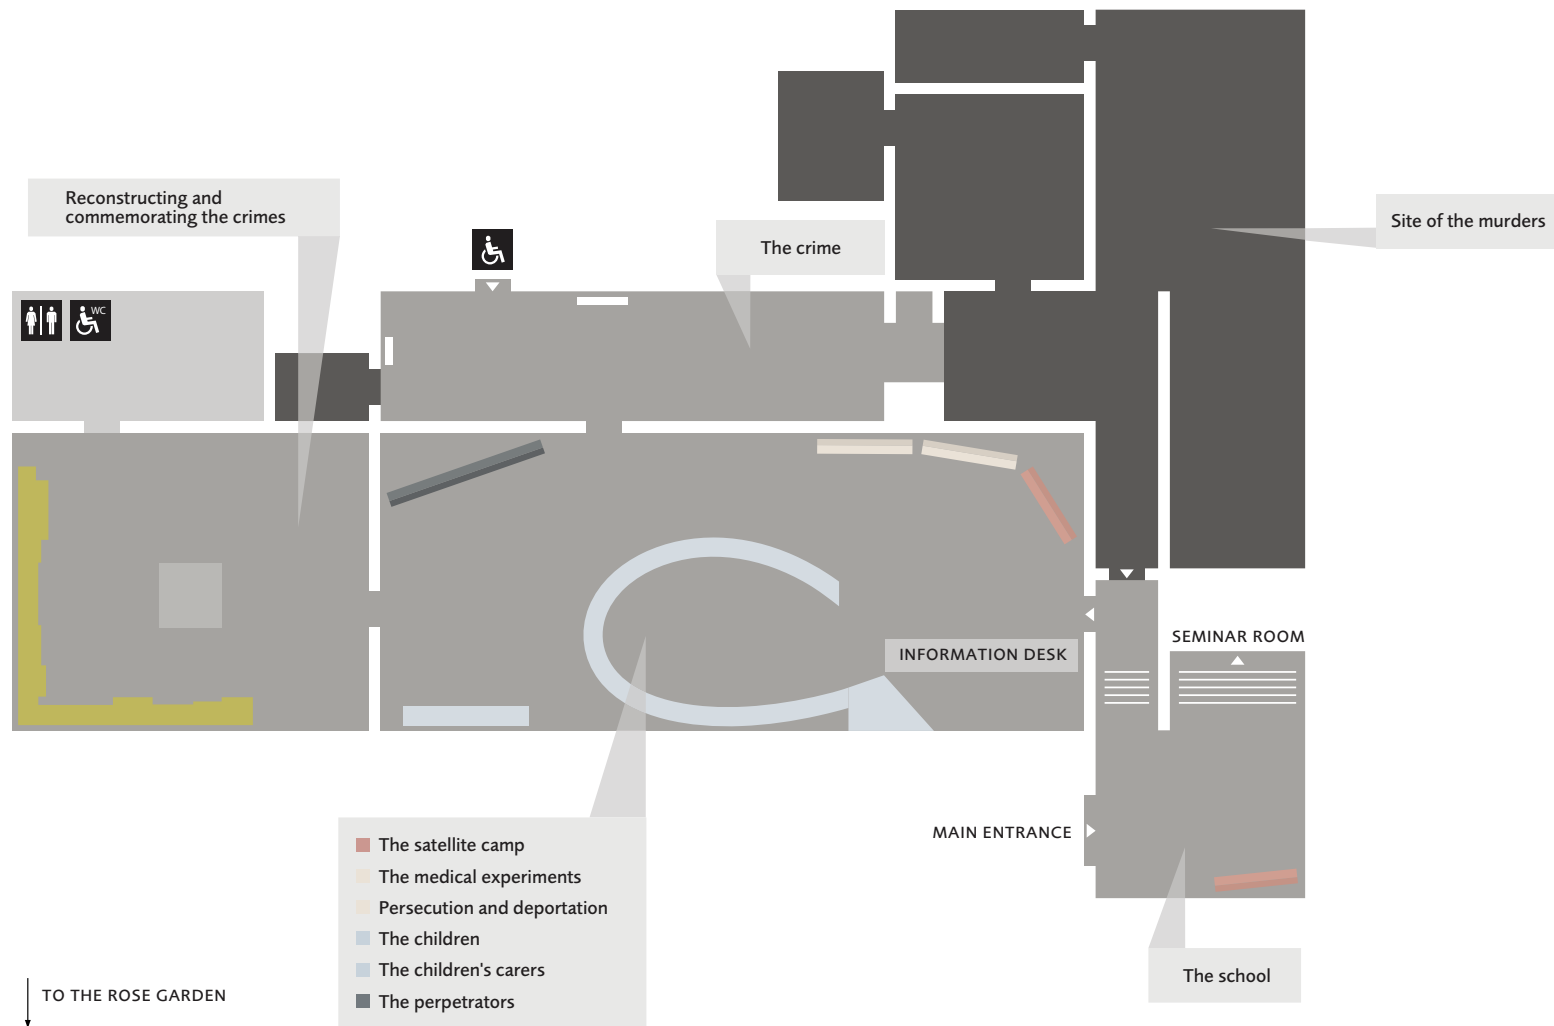 Reconstructing and
commemorating the crimes
The crime
Site of the murders
WC
SEMINAR ROOM
INFORMATION DESK
MAIN ENTRANCE
The satellite camp
The medical experiments
Persecution and deportation
The children
The children's carers
The perpetrators
The school
TO THE ROSE GARDEN